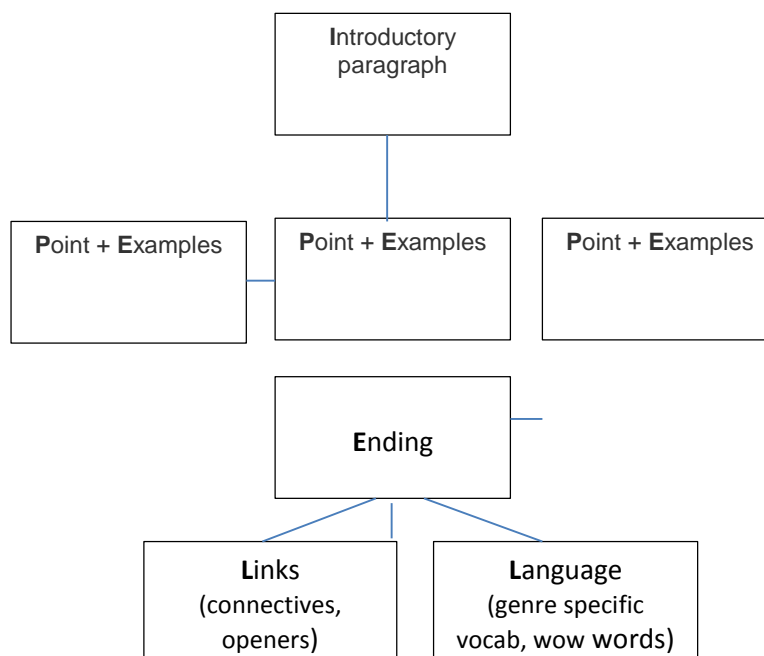 Introductory
paragraph
Point + Examples
Point + Examples
Point + Examples
Ending
Links
(connectives,
openers)
Language
(genre specific
vocab, wow words)